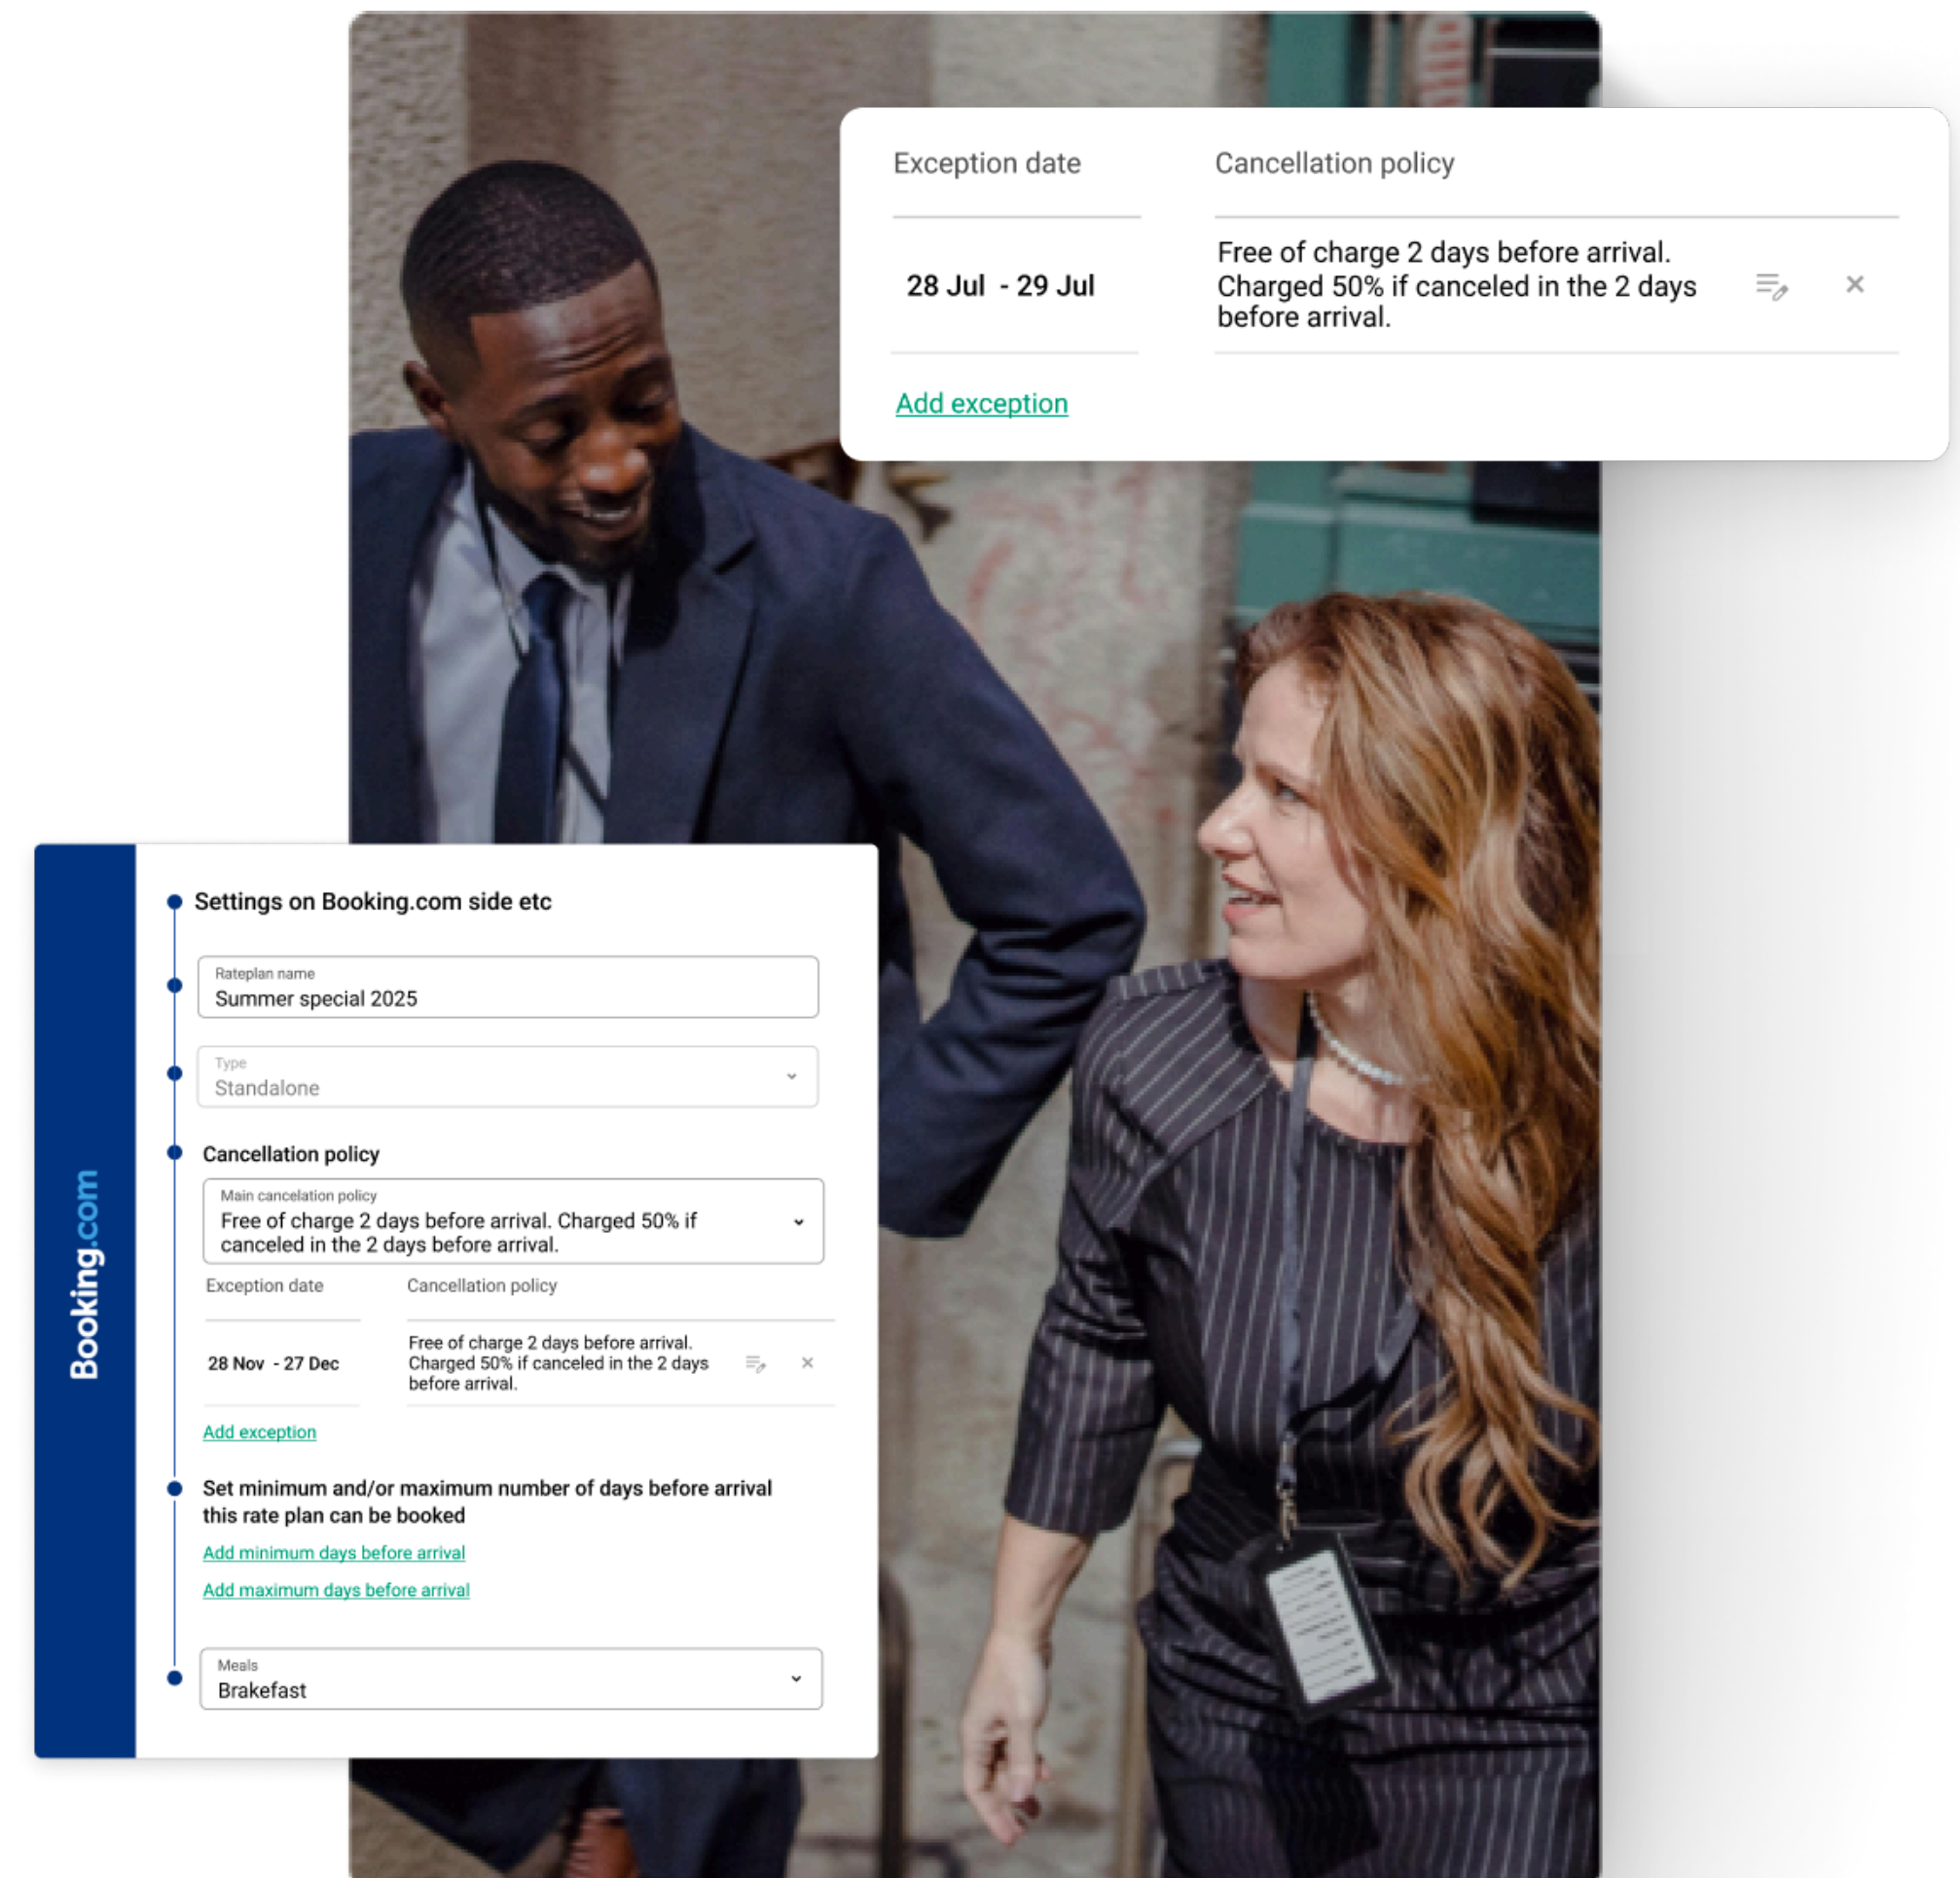 Exception date
Cancellation policy
28 Jul - 29 Jul
Free of charge 2 days before arrival.
Charged 50% if canceled in the 2 days
before arrival.
Add exception
Booking.com
Settings on Booking.com side etc
Rateplan name
Summer special 2025
Type
Standalone
Cancellation policy
Main cancelation policy
Free of charge 2 days before arrival. Charged 50% if
canceled in the 2 days before arrival.
Exception date
Cancellation policy
28 Nov - 27 Dec
Free of charge 2 days before arrival.
Charged 50% if canceled in the 2 days
before arrival.
Add exception
Set minimum and/or maximum number of days before arrival
this rate plan can be booked
Add minimum days before arrival
Add maximum days before arrival
Meals
Brakefast